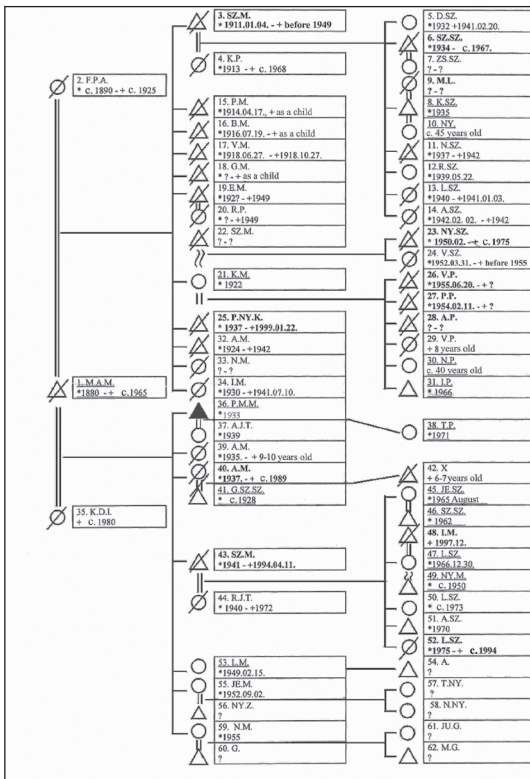 3. SZ.M.
* 1911.01.04. - + before 1949
4. K.P.
*1913 -+ c. 1968
2. F.P.A.
* c. 1890 -+ c. 1925
15. P.M.
*1914.04.17., + as a child
16. B.M.
*1916.07.19. -+ as a child
17. V.M.
*1918.06.27. - +1918.10.27.
18. G.M.
* ? -+ as a child
19.E.M.
*192? -+1949
20. R.P.
* ? -+1949
22. SZ.M.
? - ?
21. K.M.
* 1922
25. P.NY.K.
* 1937 -+1999.01.22.
32. A.M.
*1924 -+1942
33. N.M.
? - ?
34. I.M.
*1930 -+1941.07.10.
1. M.A.M.
*1880 -+ c.1965
36. P.M.M.
*1933
37. A.J.T.
*1939
39. A.M.
*1935. - + 9-10 years old
40. A.M.
*1937. -+ c. 1989
41. G.SZ.SZ.
* c. 1928
35. K.D.I.
+ c.1980
43. SZ.M.
*1941 -+1994.04.11.
44. R.J.T.
* 1940 -+1972
53. L.M.
*1949.02.15.
55. JE.M.
*1952.09.02.
56. NY.Z.
?
59. N.M.
*1955
60. G.
?
5. D.SZ.
*1932 +1941.02.20.
6. SZ.SZ.
*1934 - c. 1967.
7. ZS.SZ.
? - ?
9. M.L.
? - ?
8. K.SZ.
*1935
10. NY.
c. 45 years old
11. N.SZ.
*1937 -+1942
12.R.SZ.
*1939.05.22.
13. L.SZ.
*1940 -+1941.01.03.
14. A.SZ.
*1942.02. 02. -+1942
23. NY.SZ.
* 1950.02. -+ c. 1975
24. V.SZ.
*1952.03.31. -+ before 1955
26. V.P.
*1955.06.20. -+ ?
27. P.P.
*1954.02.11. -+ ?
28. A.P.
? - ?
29. V.P.
+ 8 years old
30. N.P.
c. 40 years old
31. I.P.
*1966
38. T.P.
*1971
42. X
+ 6-7years old
45. JE.SZ.
*1965 August
46. SZ.SZ.
* 1962
48. I.M.
+ 1997.12.
47. L.SZ.
*1966.12.30.
49. NY.M.
* c. 1950
50. L.SZ.
* c. 1973
51. A.SZ.
*1970
52. L.SZ.
*1975 -+ c. 1994
54. A.
?
57. T.NY.
?
58. N.NY.
?
61. JU.G.
?
62. M.G.
?